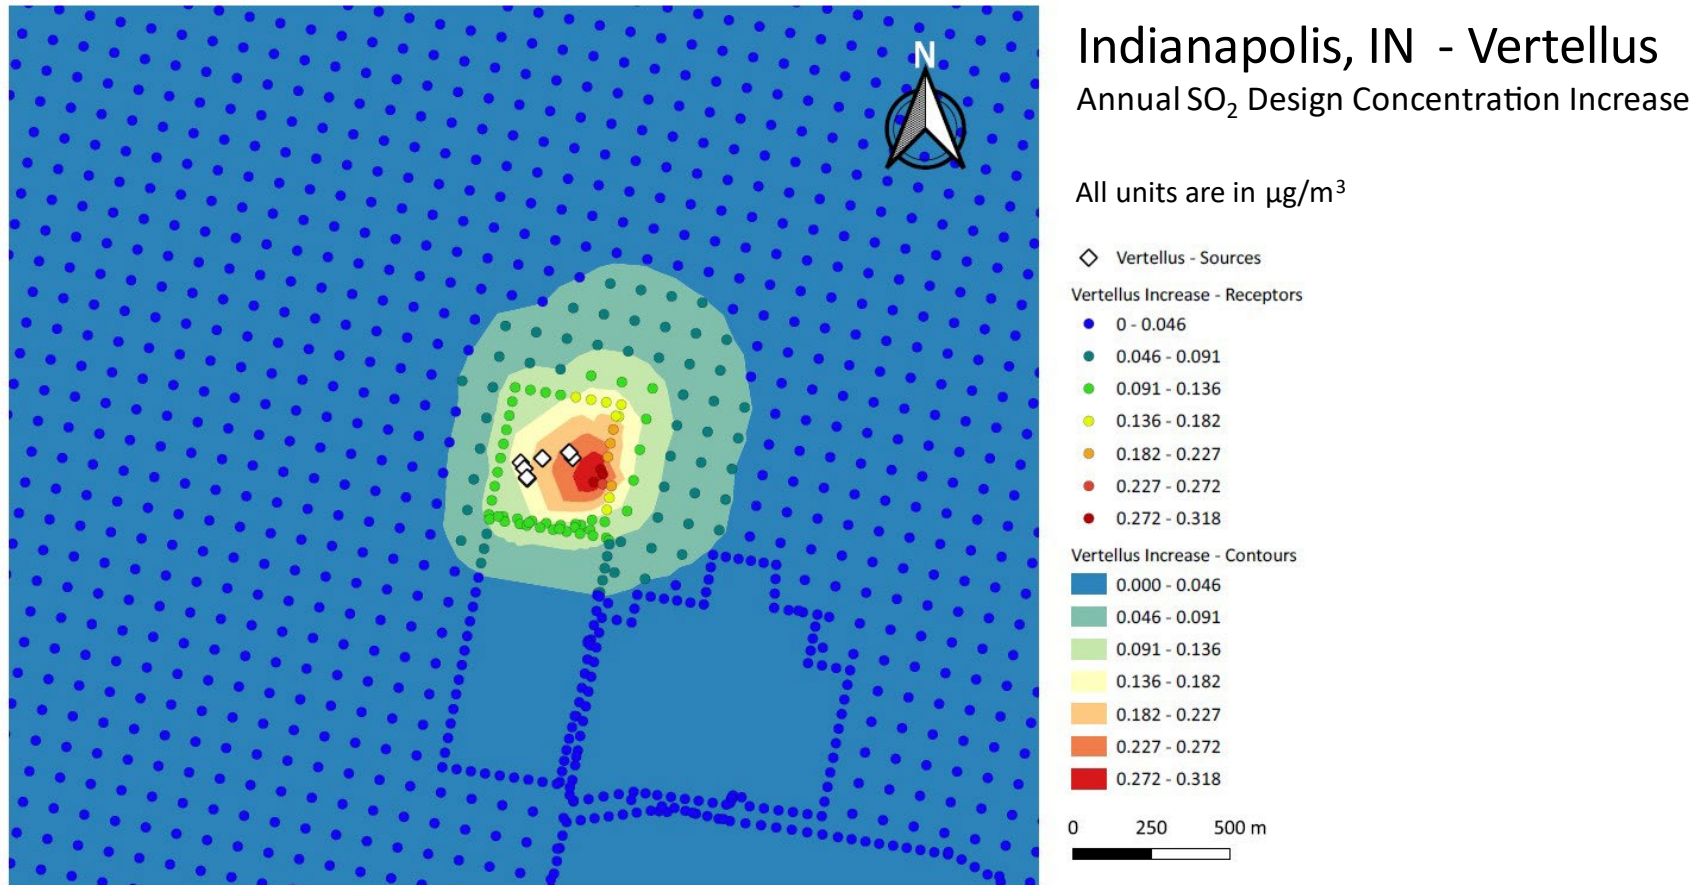 N
Indianapolis, IN - Vertellus
Annual SO₂ Design Concentration Increase
All units are in µg/m³
Vertellus - Sources
Vertellus Increase - Receptors
0 - 0.046
0.046 - 0.091
0.091 - 0.136
0.136 - 0.182
0.182 - 0.227
0.227 - 0.272
0.272 - 0.318
Vertellus Increase - Contours
0.000 - 0.046
0.046 - 0.091
0.091 - 0.136
0.136 - 0.182
0.182 - 0.227
0.227 - 0.272
0.272 - 0.318
0 250 500 m